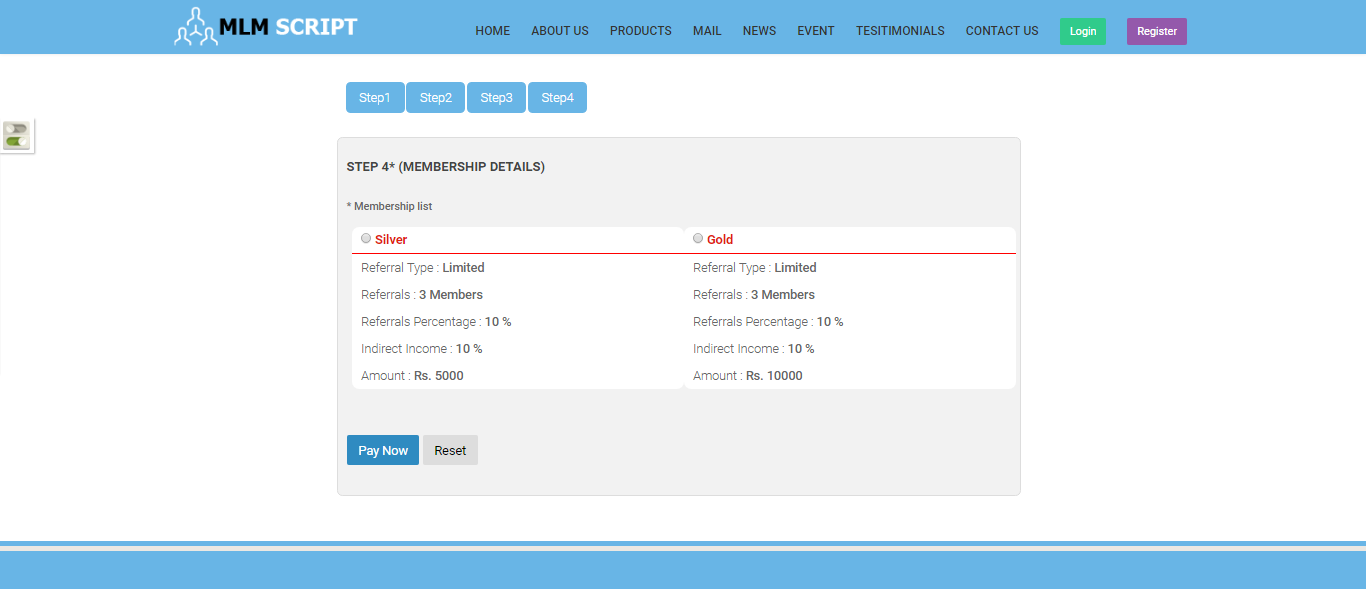 MLM SCRIPT
HOME ABOUT US PRODUCTS MAIL NEWS EVENT TESITIMONIALS CONTACT US Login Register
Step1 Step2 Step3 Step4
STEP 4* (MEMBERSHIP DETAILS)
* Membership list
Silver Gold
Referral Type : Limited Referral Type : Limited
Referrals : 3 Members Referrals : 3 Members
Referrals Percentage : 10 % Referrals Percentage : 10 %
Indirect Income : 10 % Indirect Income : 10 %
Amount : Rs. 5000 Amount : Rs. 10000
Pay Now Reset